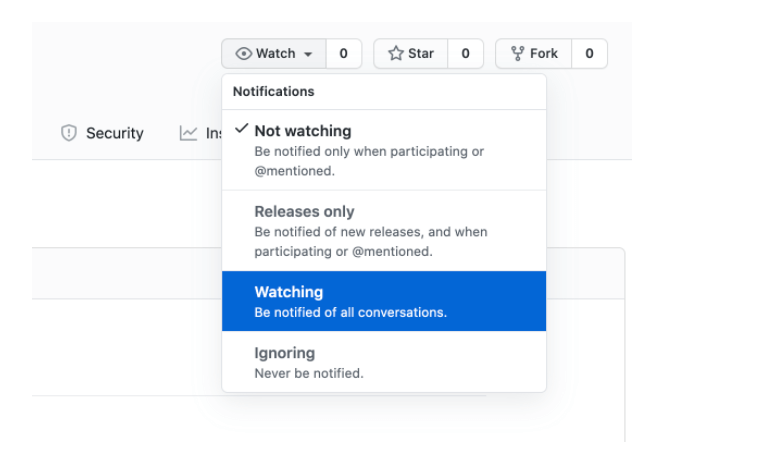 Watch 0 Star 0 Fork 0
Notifications
Security Ins
Not watching
Be notified only when participating or
@mentioned.
Releases only
Be notified of new releases, and when
participating or @mentioned.
Watching
Be notified of all conversations.
Ignoring
Never be notified.